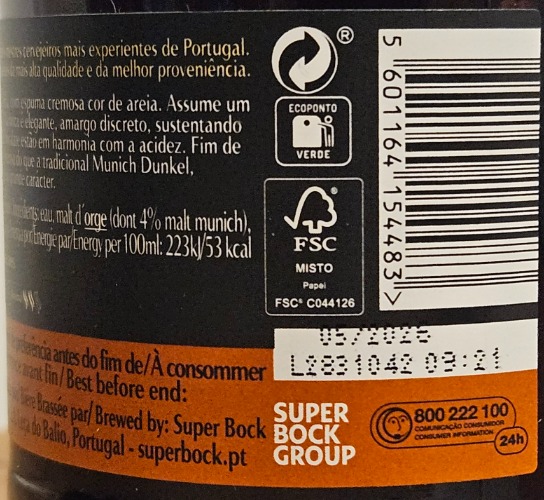 cervejeiros mais experientes de Portugal.
mais alta qualidade e da melhor proveniência.
espuma cremosa cor de areia. Assume um
elegante, amargo discreto, sustentando
estão em harmonia com a acidez. Fim de
que a tradicional Munich Dunkel,
caráter.
eau, malt d'orge (dont 4% malt munich),
Energie par/Energy per 100ml: 223kJ/53 kcal
®
ECOPONTO
VERDE
FSC
MISTO
Papel
FSC® C044126
5 601164 154483 >
preferência antes do fim de/À consommer
avant fin / Best before end:
05/2025
L2831042 09:21
Bière Brassée par/ Brewed by: Super Bock
do Balio, Portugal - superbock.pt
SUPER
BOCK
GROUP
800 222 100
COMUNICAÇÃO CONSUMIDOR
CONSUMER INFORMATION
24h